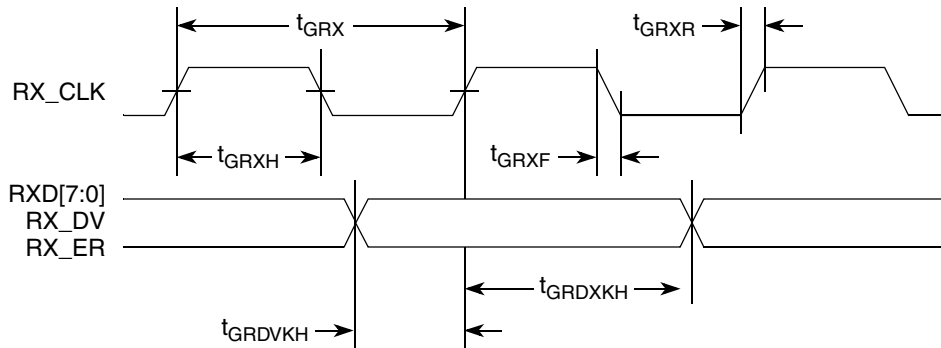 tGRX
tGRXR
RX_CLK
tGRXH
tGRXF
RXD[7:0]
RX_DV
RX_ER
tGRDXKH
tGRDVKH